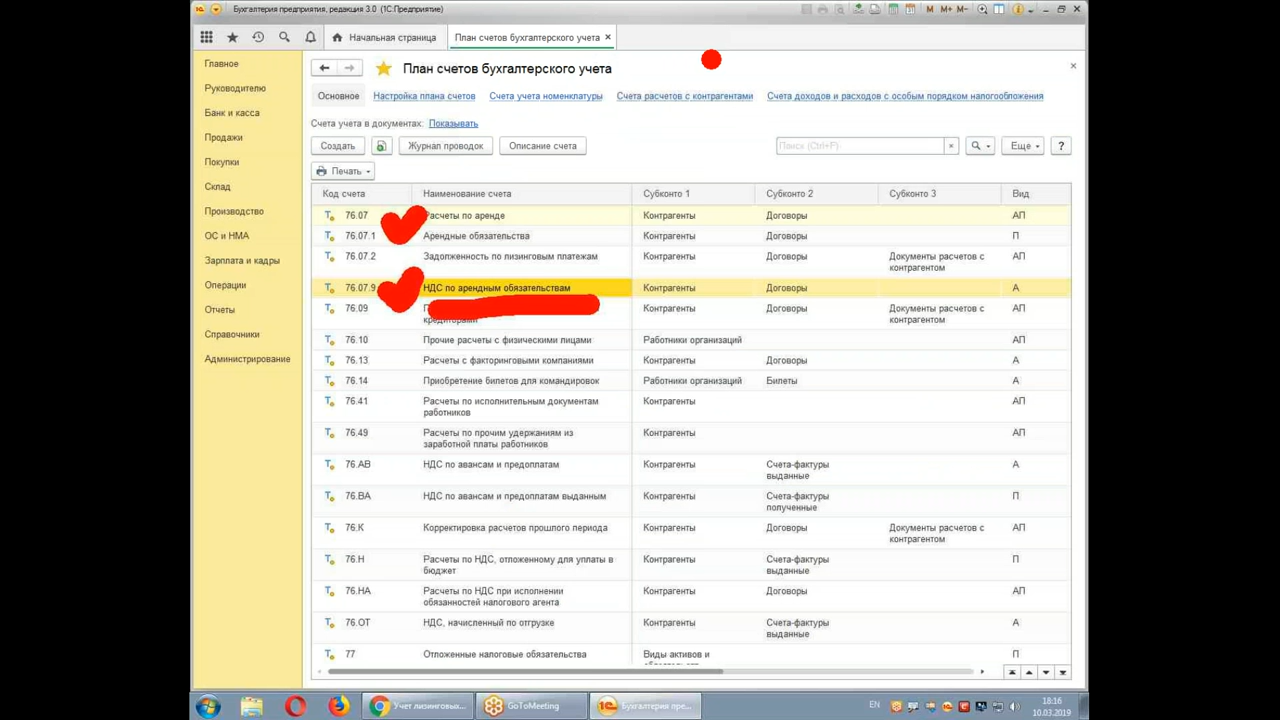 Бухгалтерия предприятия, редакция 3.0 (1С:Предприятие)
M M+ M-
Начальная страница
План счетов бухгалтерского учета ×
Главное
Руководителю
Банк и касса
Продажи
Покупки
Склад
Производство
ОС и НМА
Зарплата и кадры
Операции
Отчеты
Справочники
Администрирование
План счетов бухгалтерского учета
Основное Настройка плана счетов Счета учета номенклатуры Счета расчетов с контрагентами Счета доходов и расходов с особым порядком налогообложения
Счета учета в документах: Показывать
Создать Журнал проводок Описание счета Поиск (Ctrl+F) × Еще ?
Печать
Код счета Наименование счета Субконто 1 Субконто 2 Субконто 3 Вид
76.07 Расчеты по аренде Контрагенты Договоры АП
76.07.1 Арендные обязательства Контрагенты Договоры П
76.07.2 Задолженность по лизинговым платежам Контрагенты Договоры Документы расчетов с АП
контрагентом
76.07.9 НДС по арендным обязательствам Контрагенты Договоры А
76.09 Контрагенты Договоры Документы расчетов с АП
кредиторами контрагентом
76.10 Прочие расчеты с физическими лицами Работники организаций АП
76.13 Расчеты с факторинговыми компаниями Контрагенты Договоры А
76.14 Приобретение билетов для командировок Работники организаций Билеты А
76.41 Расчеты по исполнительным документам Контрагенты АП
работников
76.49 Расчеты по прочим удержаниям из Контрагенты АП
заработной платы работников
76.АВ НДС по авансам и предоплатам Контрагенты Счета-фактуры А
выданные
76.ВА НДС по авансам и предоплатам выданным Контрагенты Счета-фактуры П
полученные
76.К Корректировка расчетов прошлого периода Контрагенты Договоры Документы расчетов с АП
контрагентом
76.Н Расчеты по НДС, отложенному для уплаты в Контрагенты Счета-фактуры П
бюджет выданные
76.НА Расчеты по НДС при исполнении Контрагенты Договоры АП
обязанностей налогового агента
76.ОТ НДС, начисленный по отгрузке Контрагенты Счета-фактуры А
выданные
77 Отложенные налоговые обязательства Виды активов и П
Учет лизинговых... GoToMeeting Бухгалтерия пре... EN 18:16
10.03.2019